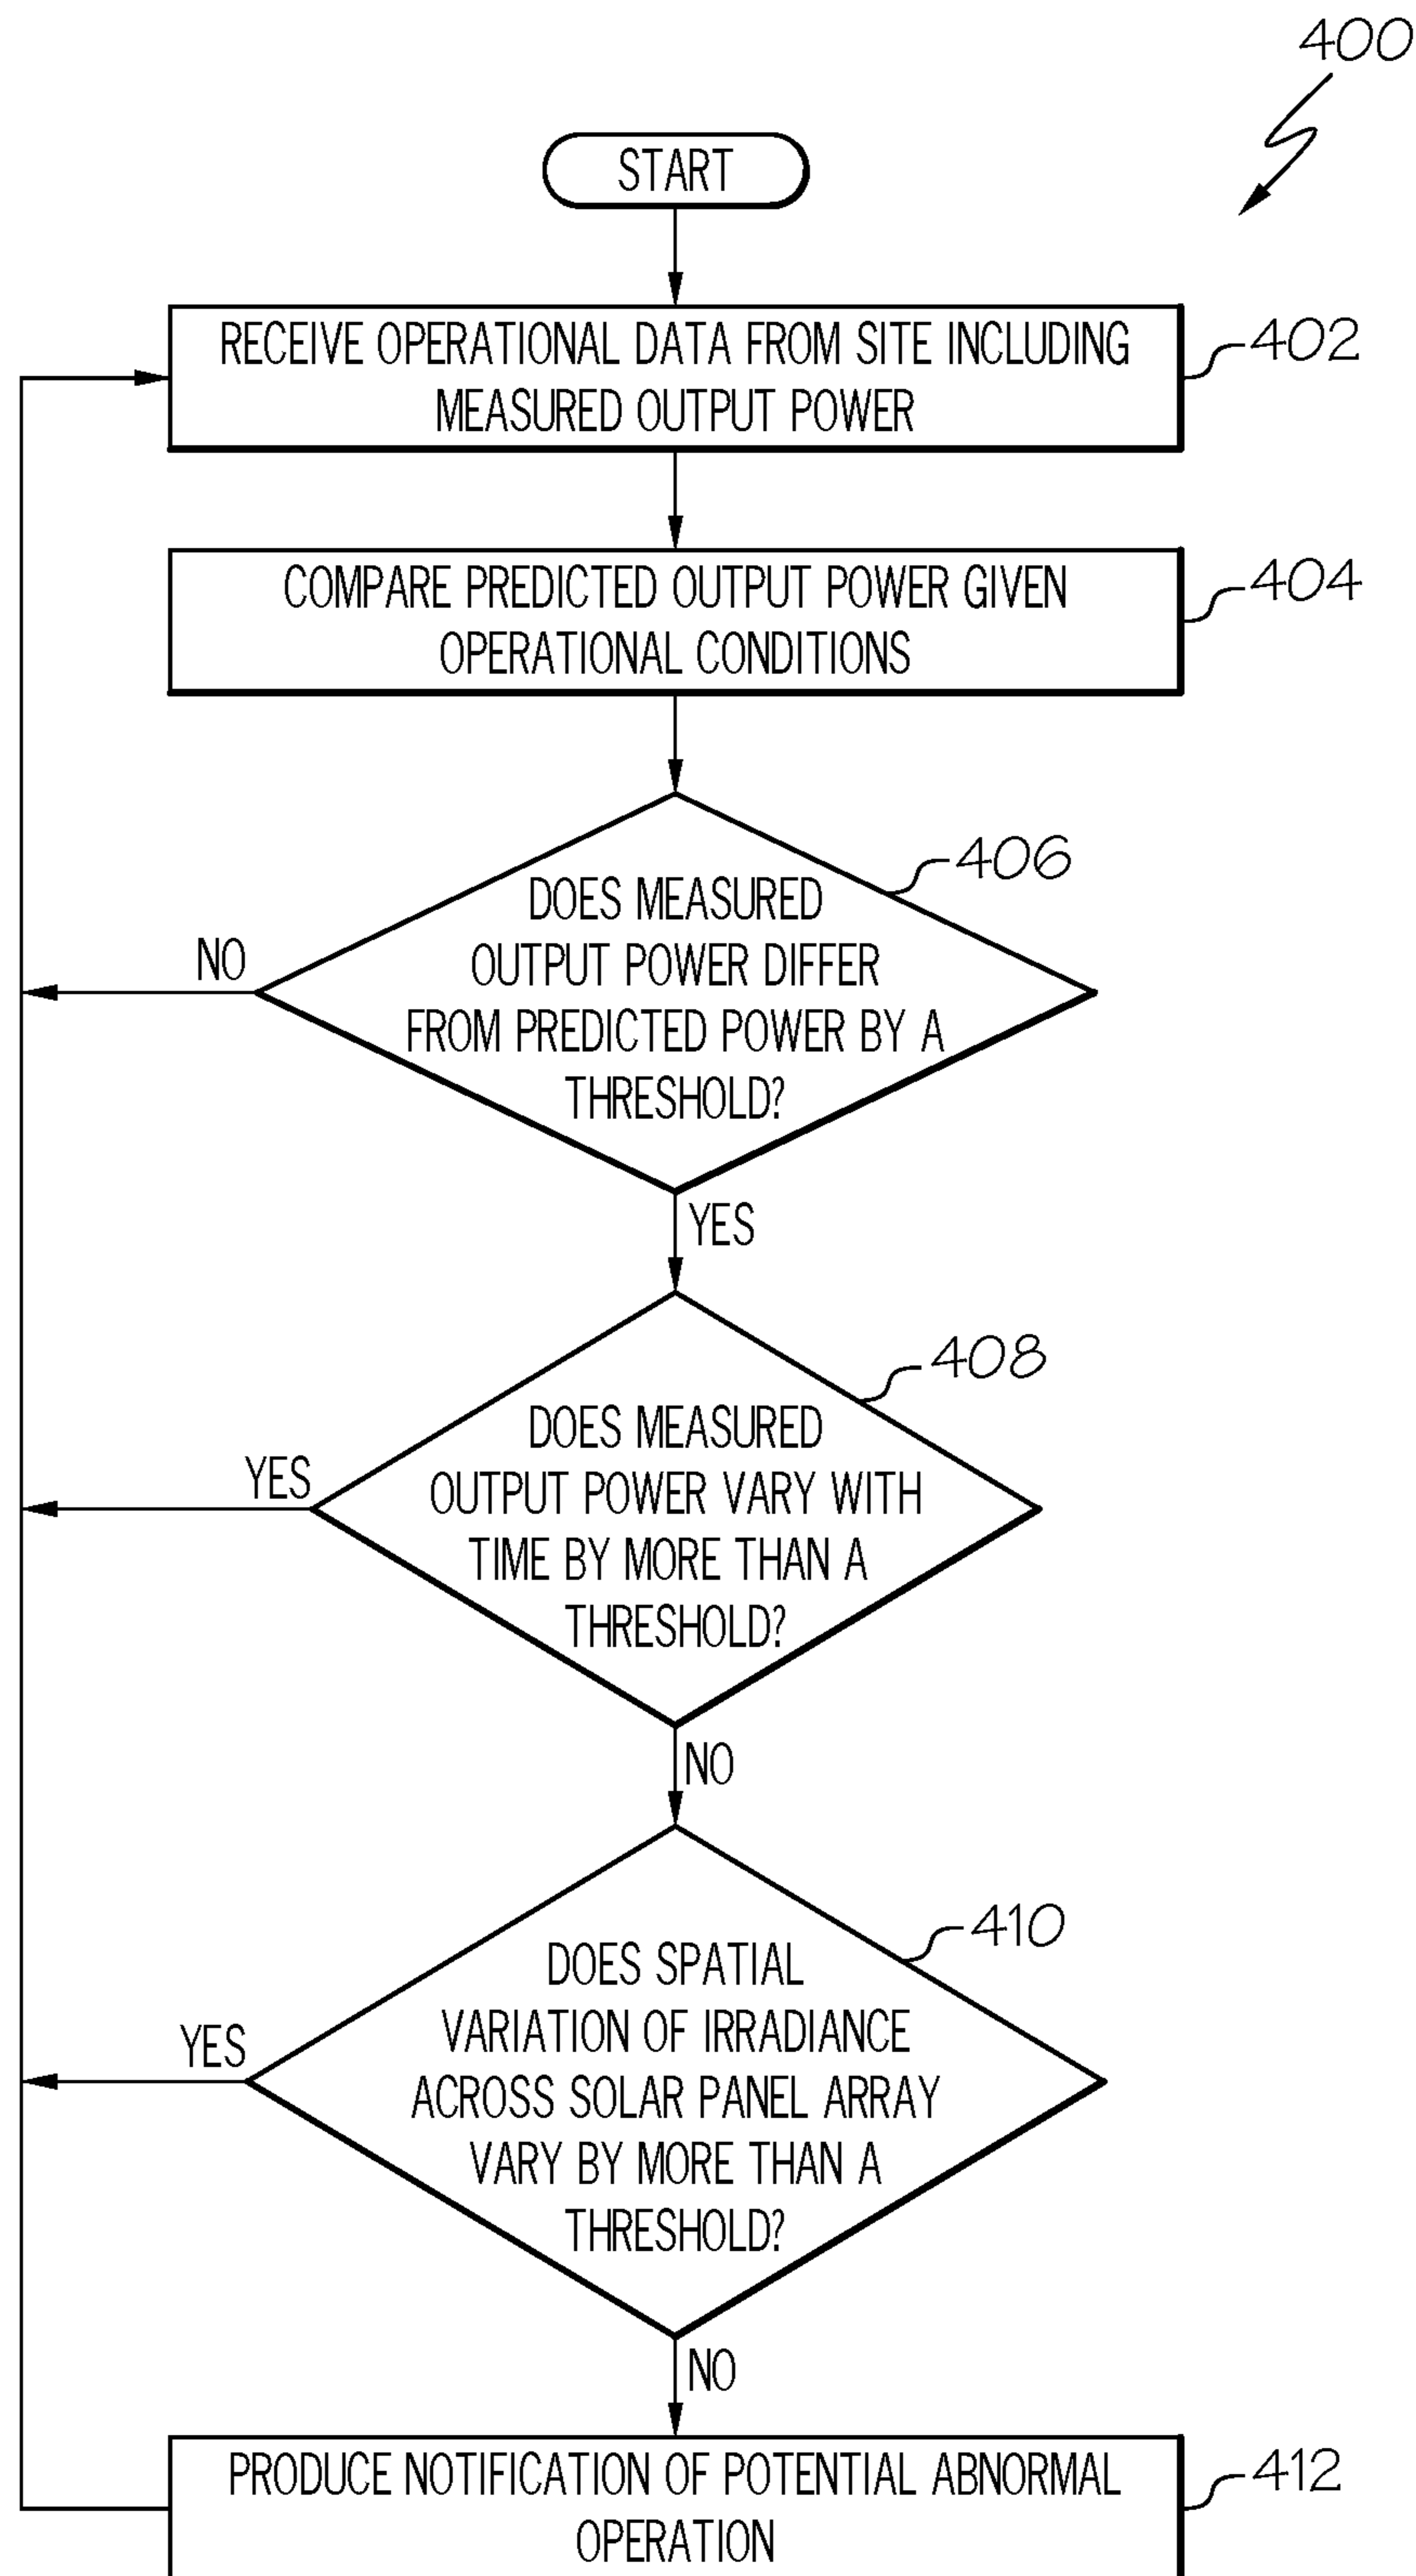 400
START
RECEIVE OPERATIONAL DATA FROM SITE INCLUDING
MEASURED OUTPUT POWER
402
COMPARE PREDICTED OUTPUT POWER GIVEN
OPERATIONAL CONDITIONS
404
406
DOES MEASURED
OUTPUT POWER DIFFER
FROM PREDICTED POWER BY A
THRESHOLD?
NO
YES
408
DOES MEASURED
OUTPUT POWER VARY WITH
TIME BY MORE THAN A
THRESHOLD?
YES
NO
410
DOES SPATIAL
VARIATION OF IRRADIANCE
ACROSS SOLAR PANEL ARRAY
VARY BY MORE THAN A
THRESHOLD?
YES
NO
PRODUCE NOTIFICATION OF POTENTIAL ABNORMAL
OPERATION
412